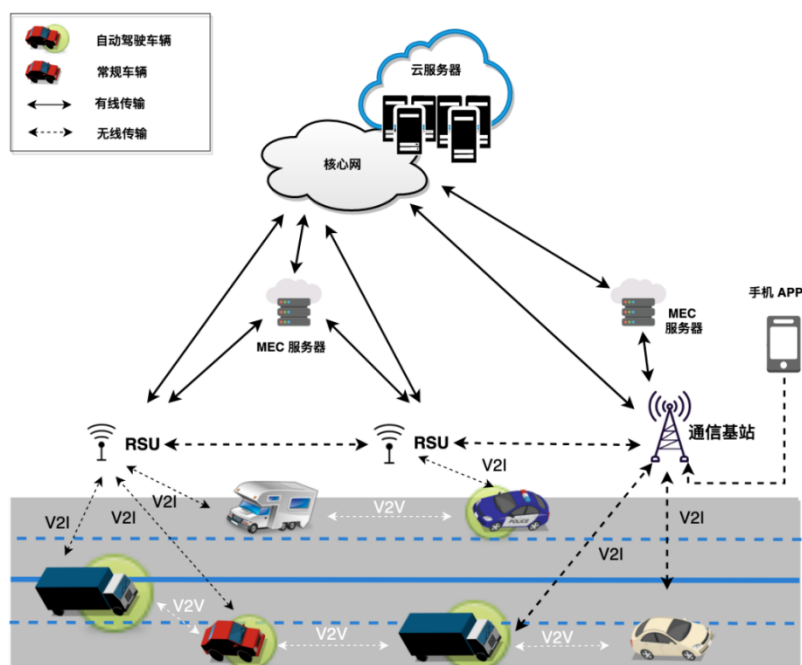 自动驾驶车辆
常规车辆
有线传输
无线传输
云服务器
核心网
手机 APP
MEC 服务器
MEC
服务器
RSU
RSU
通信基站
V2I
V2I
V2I
V2I
V2I
V2I
V2V
POLICE
V2V
V2V
V2V